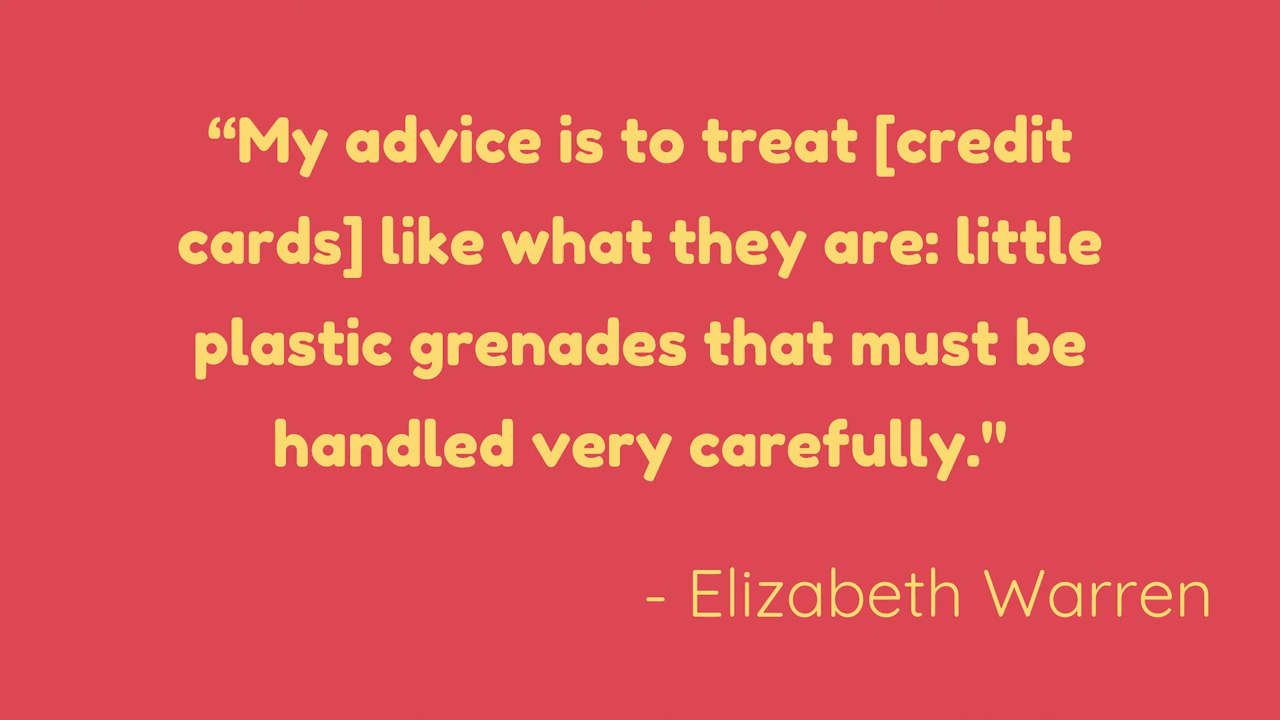 “My advice is to treat [credit
cards] like what they are: little
plastic grenades that must be
handled very carefully."
- Elizabeth Warren